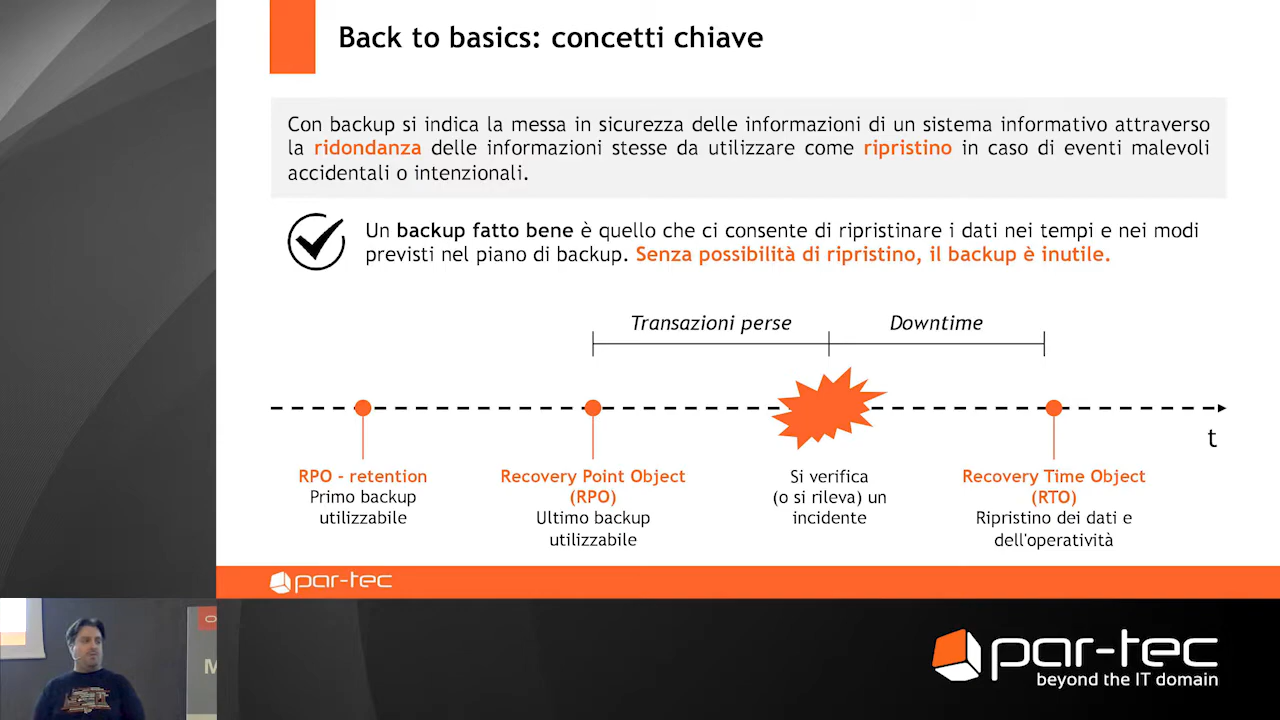 Back to basics: concetti chiave
Con backup si indica la messa in sicurezza delle informazioni di un sistema informativo attraverso
la ridondanza delle informazioni stesse da utilizzare come ripristino in caso di eventi malevoli
accidentali o intenzionali.
Un backup fatto bene è quello che ci consente di ripristinare i dati nei tempi e nei modi
previsti nel piano di backup. Senza possibilità di ripristino, il backup è inutile.
Transazioni perse
Downtime
t
RPO - retention
Primo backup
utilizzabile
Recovery Point Object
(RPO)
Ultimo backup
utilizzabile
Si verifica
(o si rileva) un
incidente
Recovery Time Object
(RTO)
Ripristino dei dati e
dell'operatività
par-tec
M
par-tec
beyond the IT domain